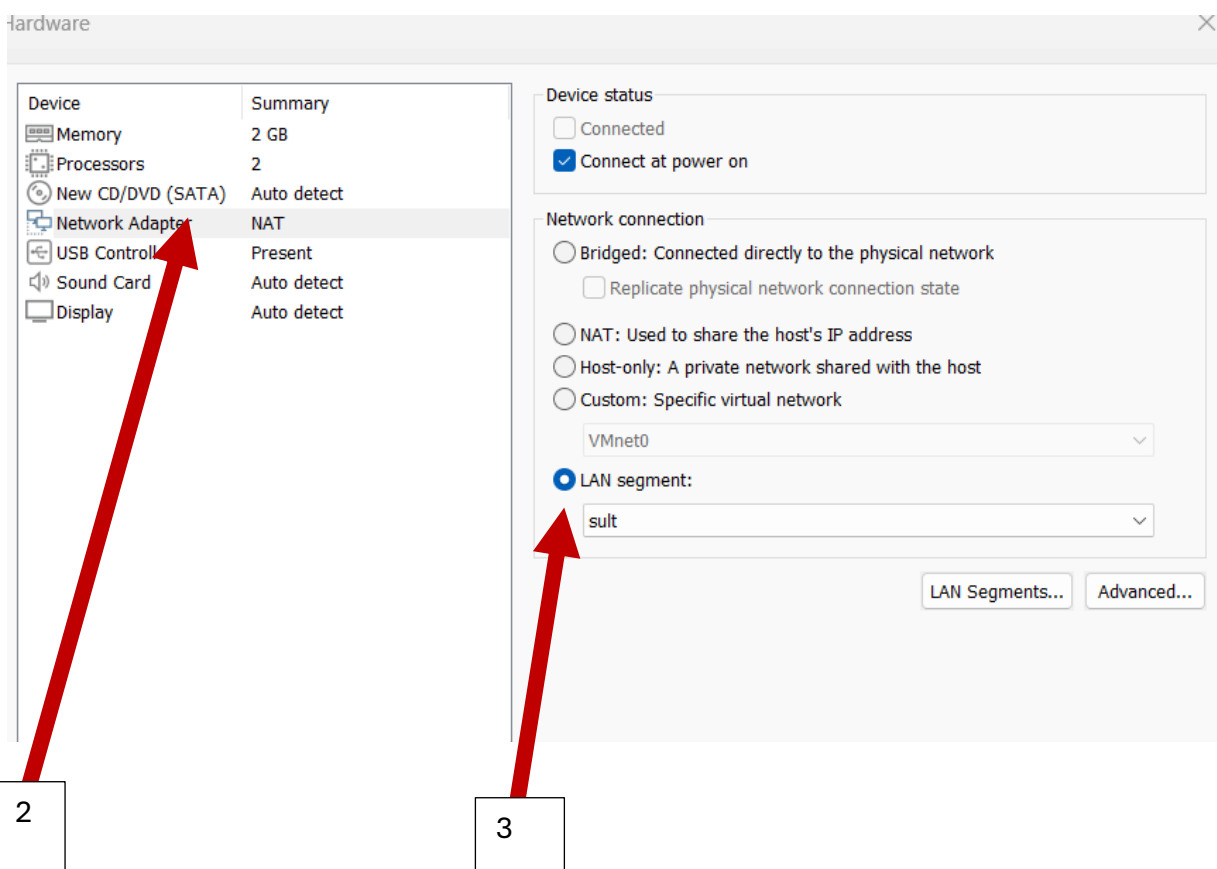 Hardware
Device Summary
Memory 2 GB
Processors 2
New CD/DVD (SATA) Auto detect
Network Adapter NAT
USB Control Present
Sound Card Auto detect
Display Auto detect
Device status
Connected
Connect at power on
Network connection
Bridged: Connected directly to the physical network
Replicate physical network connection state
NAT: Used to share the host's IP address
Host-only: A private network shared with the host
Custom: Specific virtual network
VMnet0
LAN segment:
sult
LAN Segments... Advanced...
2
3